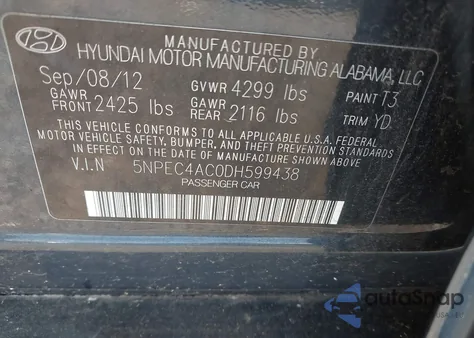 MANUFACTURED BY
HYUNDAI MOTOR MANUFACTURING ALABAMA, LLC
Sep/08/12 GVWR 4299 lbs PAINT T3
GAWR FRONT 2425 lbs GAWR REAR 2116 lbs TRIM YD
THIS VEHICLE CONFORMS TO ALL APPLICABLE U.S.A. FEDERAL
MOTOR VEHICLE SAFETY, BUMPER, AND THEFT PREVENTION STANDARDS
IN EFFECT ON THE DATE OF MANUFACTURE SHOWN ABOVE
V.I.N 5NPEC4AC0DH599438
PASSENGER CAR
autoSnap